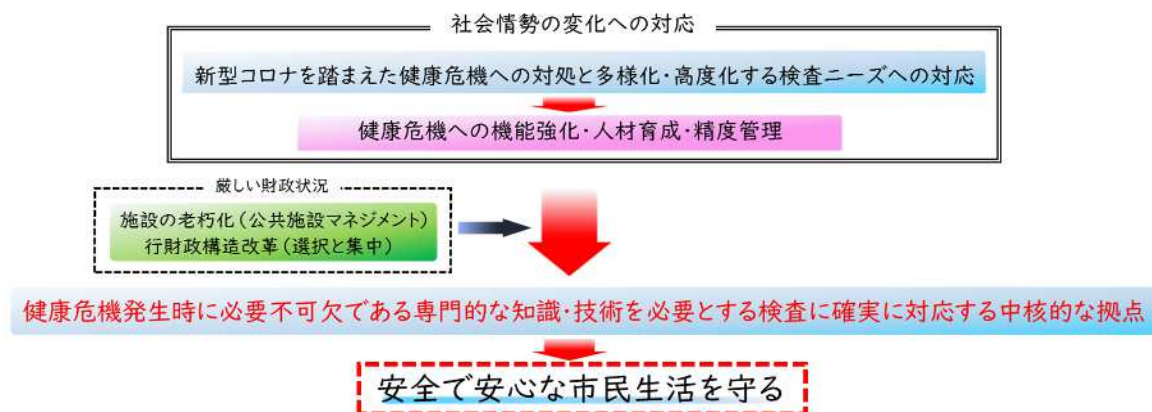 社会情勢の変化への対応
新型コロナを踏まえた健康危機への対処と多様化・高度化する検査ニーズへの対応
健康危機への機能強化・人材育成・精度管理
厳しい財政状況
施設の老朽化(公共施設マネジメント)
行財政構造改革(選択と集中)
健康危機発生時に必要不可欠である専門的な知識・技術を必要とする検査に確実に対応する中核的な拠点
安全で安心な市民生活を守る